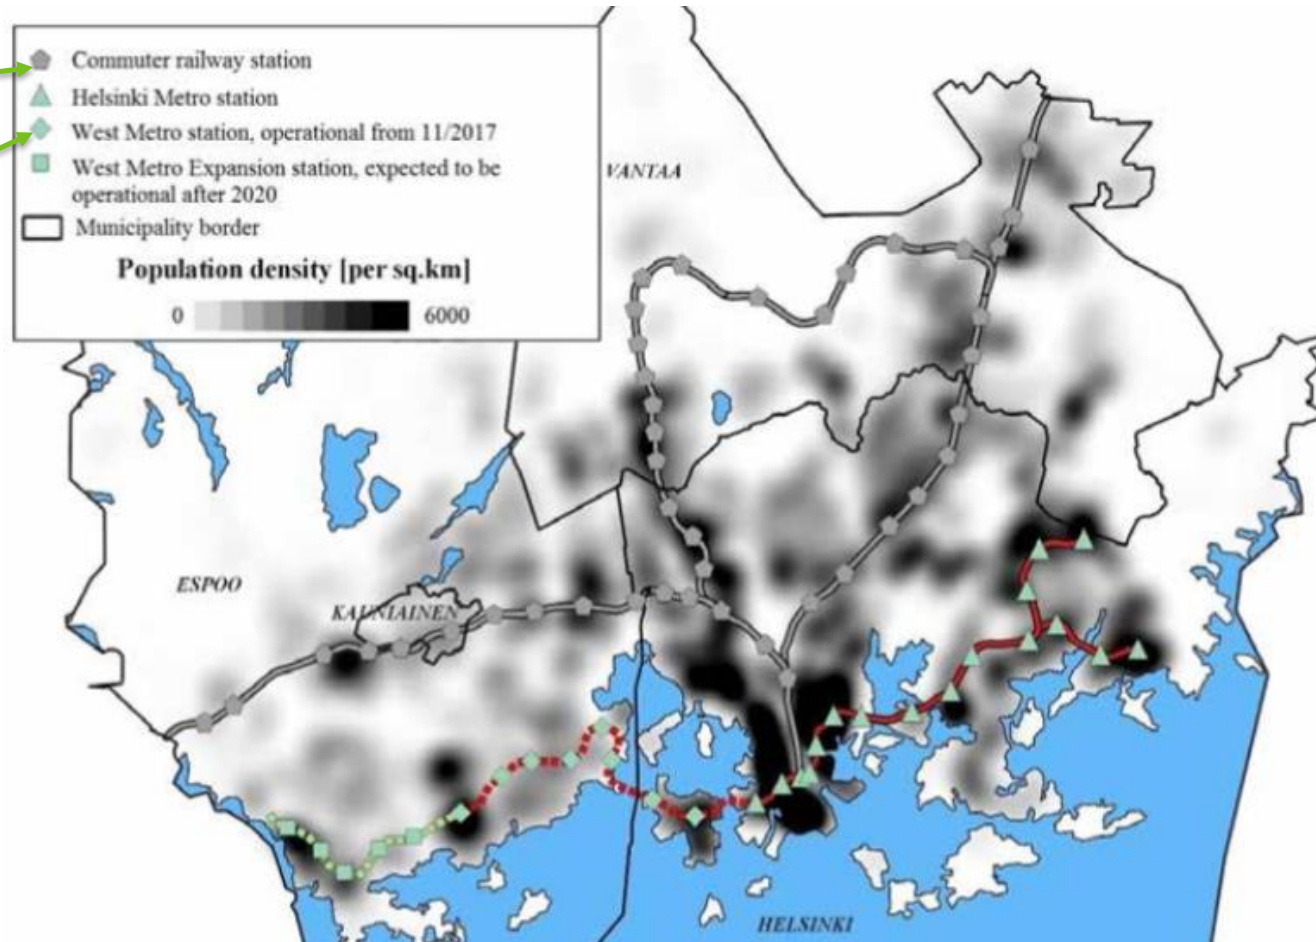 Commuter railway station
Helsinki Metro station
West Metro station, operational from 11/2017
West Metro Expansion station, expected to be
operational after 2020
Municipality border
Population density [per sq.km]
0 6000
VANTAA
ESPOO
KAUNIAINEN
HELSINKI